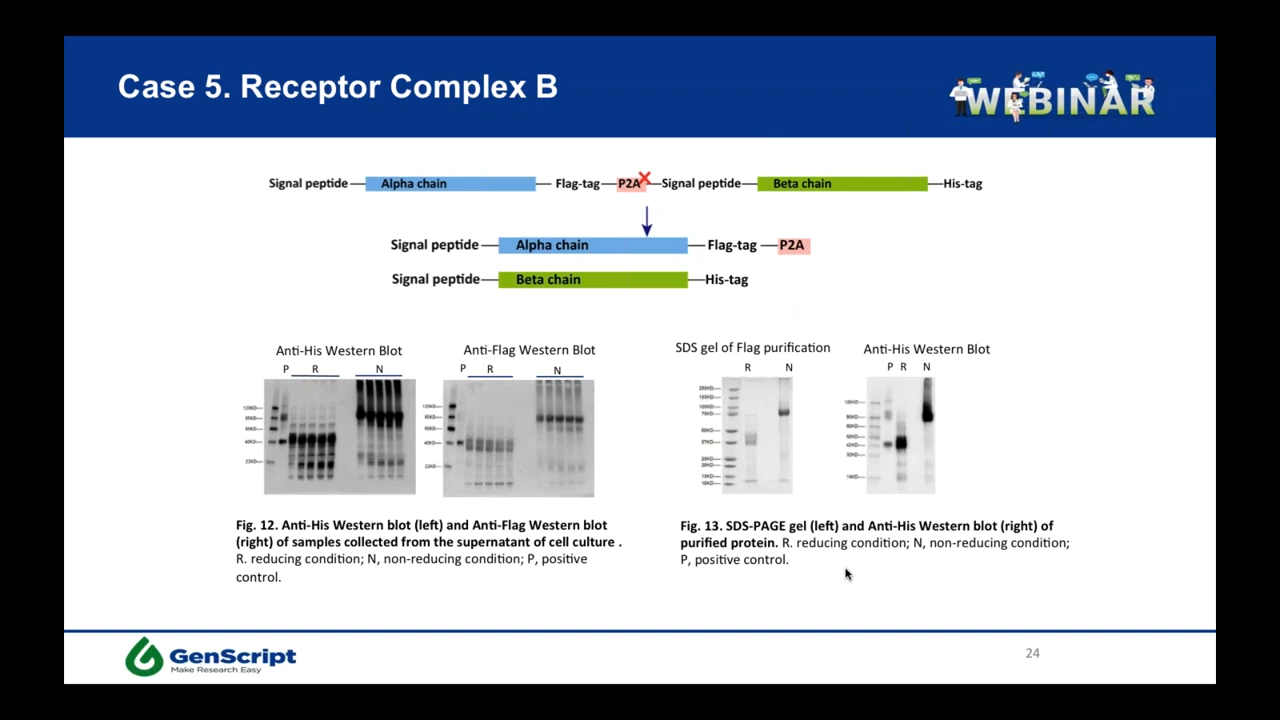 Case 5. Receptor Complex B
WEBINAR
Signal peptide Alpha chain Flag-tag P2A Signal peptide Beta chain His-tag
Signal peptide Alpha chain Flag-tag P2A
Signal peptide Beta chain His-tag
Anti-His Western Blot
P R N
Anti-Flag Western Blot
P R N
SDS gel of Flag purification
R N
Anti-His Western Blot
P R N
Fig. 12. Anti-His Western blot (left) and Anti-Flag Western blot
(right) of samples collected from the supernatant of cell culture .
R. reducing condition; N, non-reducing condition; P, positive
control.
Fig. 13. SDS-PAGE gel (left) and Anti-His Western blot (right) of
purified protein. R. reducing condition; N, non-reducing condition;
P, positive control.
GenScript
Make Research Easy
24